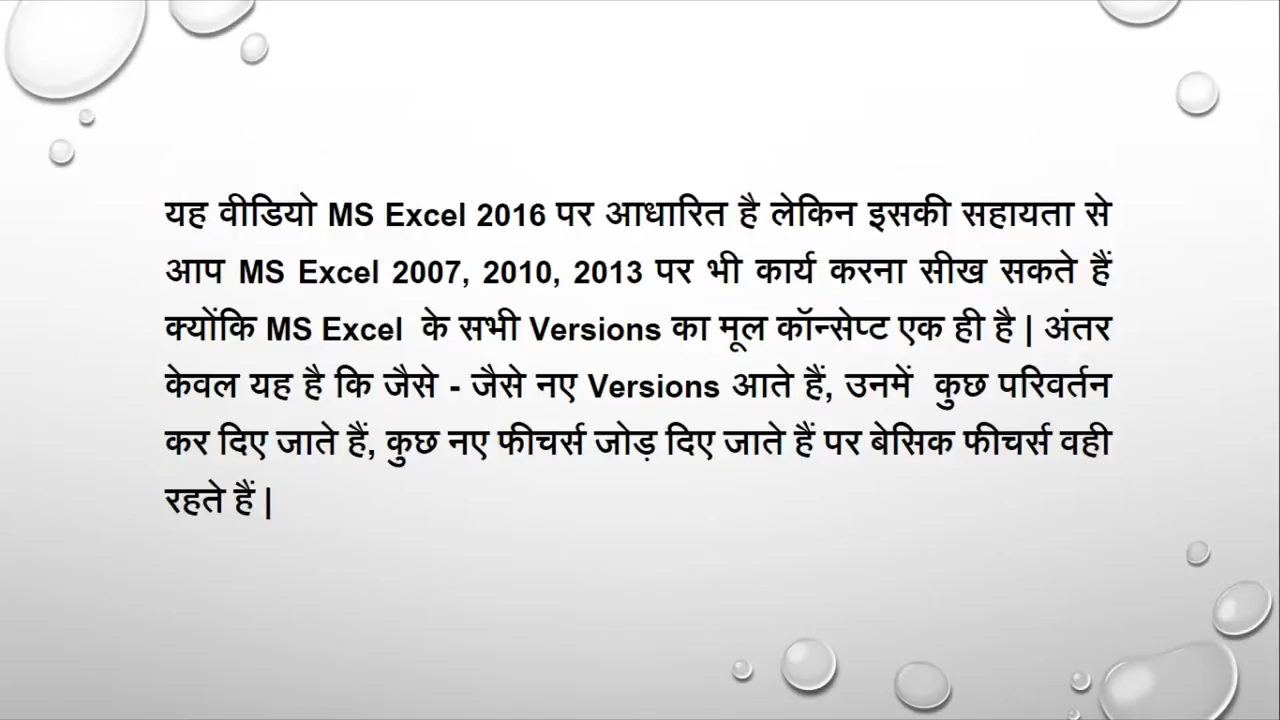 यह वीडियो MS Excel 2016 पर आधारित है लेकिन इसकी सहायता से
आप MS Excel 2007, 2010, 2013 पर भी कार्य करना सीख सकते हैं
क्योंकि MS Excel के सभी Versions का मूल कॉन्सेप्ट एक ही है | अंतर
केवल यह है कि जैसे - जैसे नए Versions आते हैं, उनमें कुछ परिवर्तन
कर दिए जाते हैं, कुछ नए फीचर्स जोड़ दिए जाते हैं पर बेसिक फीचर्स वही
रहते हैं |